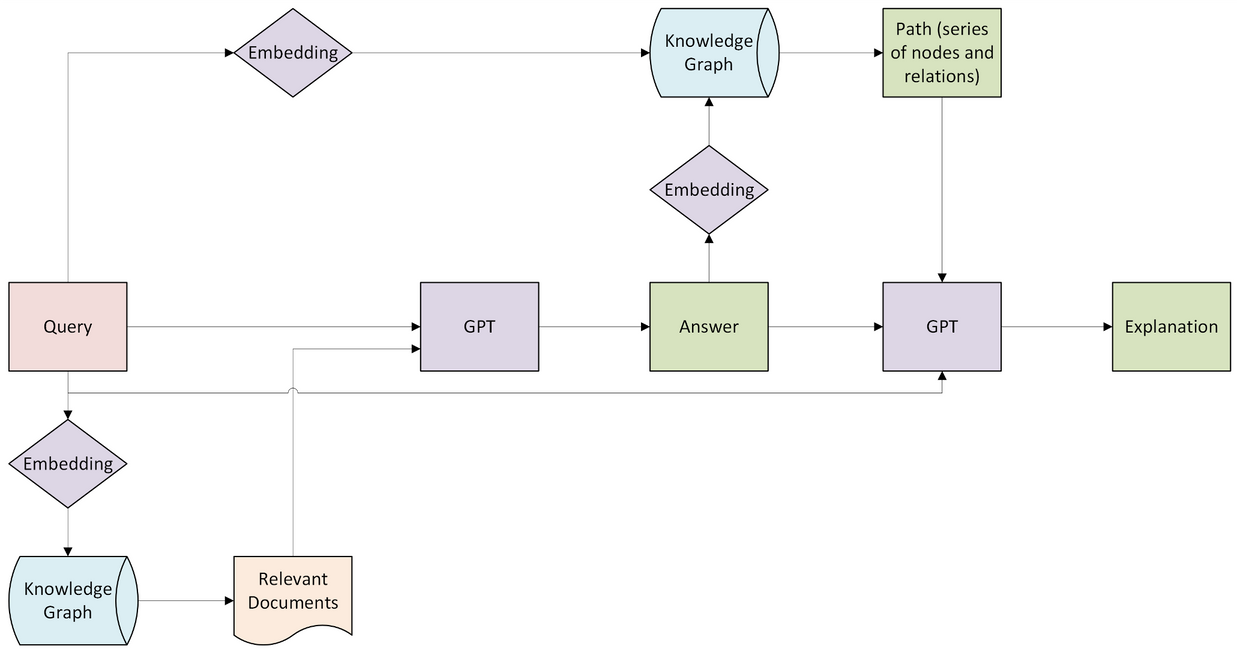 Embedding
Knowledge
Graph
Path (series
of nodes and
relations)
Embedding
Query
GPT
Answer
GPT
Explanation
Embedding
Knowledge
Graph
Relevant
Documents